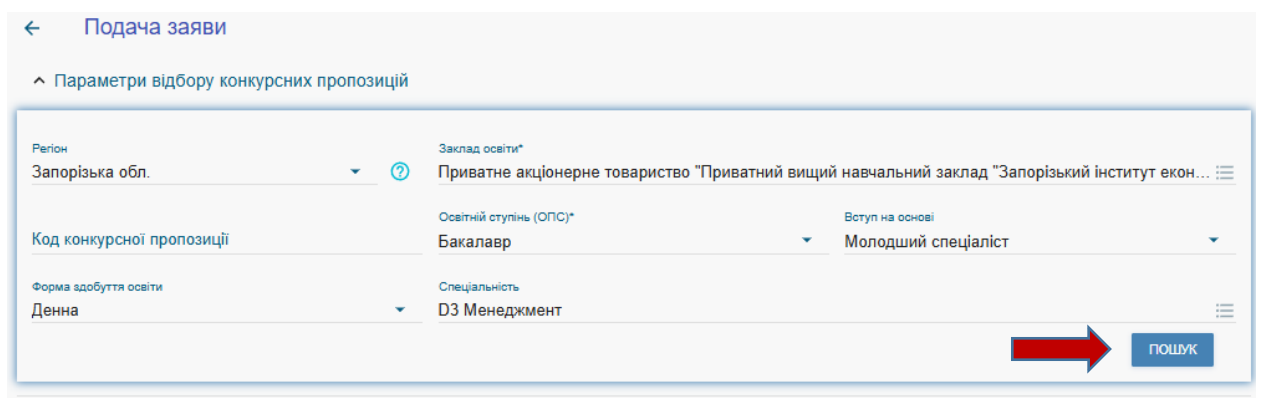 Подача заяви
Параметри відбору конкурсних пропозицій
Регіон
Запорізька обл.
Заклад освіти*
Приватне акціонерне товариство "Приватний вищий навчальний заклад "Запорізький інститут екон...
Код конкурсної пропозиції
Освітній ступінь (ОПС)*
Бакалавр
Вступ на основі
Молодший спеціаліст
Форма здобуття освіти
Денна
Спеціальність
D3 Менеджмент
ПОШУК